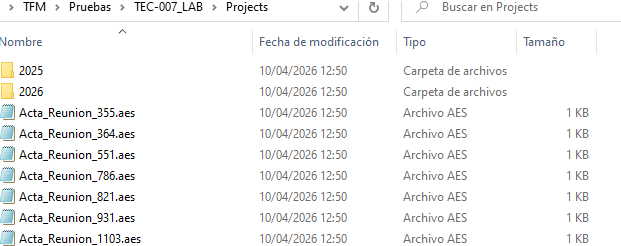 TFM > Pruebas > TEC-007_LAB > Projects Buscar en Projects
Nombre Fecha de modificación Tipo Tamaño
2025 10/04/2026 12:50 Carpeta de archivos
2026 10/04/2026 12:50 Carpeta de archivos
Acta_Reunion_355.aes 10/04/2026 12:50 Archivo AES 1 KB
Acta_Reunion_364.aes 10/04/2026 12:50 Archivo AES 1 KB
Acta_Reunion_551.aes 10/04/2026 12:50 Archivo AES 1 KB
Acta_Reunion_786.aes 10/04/2026 12:50 Archivo AES 1 KB
Acta_Reunion_821.aes 10/04/2026 12:50 Archivo AES 1 KB
Acta_Reunion_931.aes 10/04/2026 12:50 Archivo AES 1 KB
Acta_Reunion_1103.aes 10/04/2026 12:50 Archivo AES 1 KB